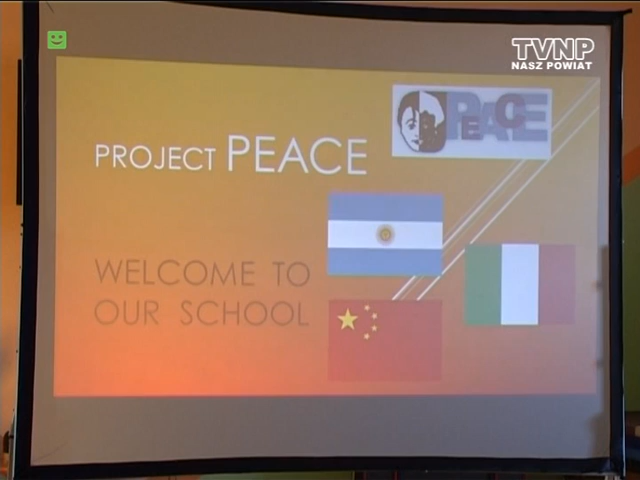 TVNP
NASZ POWIAT
PEACE
PROJECT PEACE
WELCOME TO
OUR SCHOOL